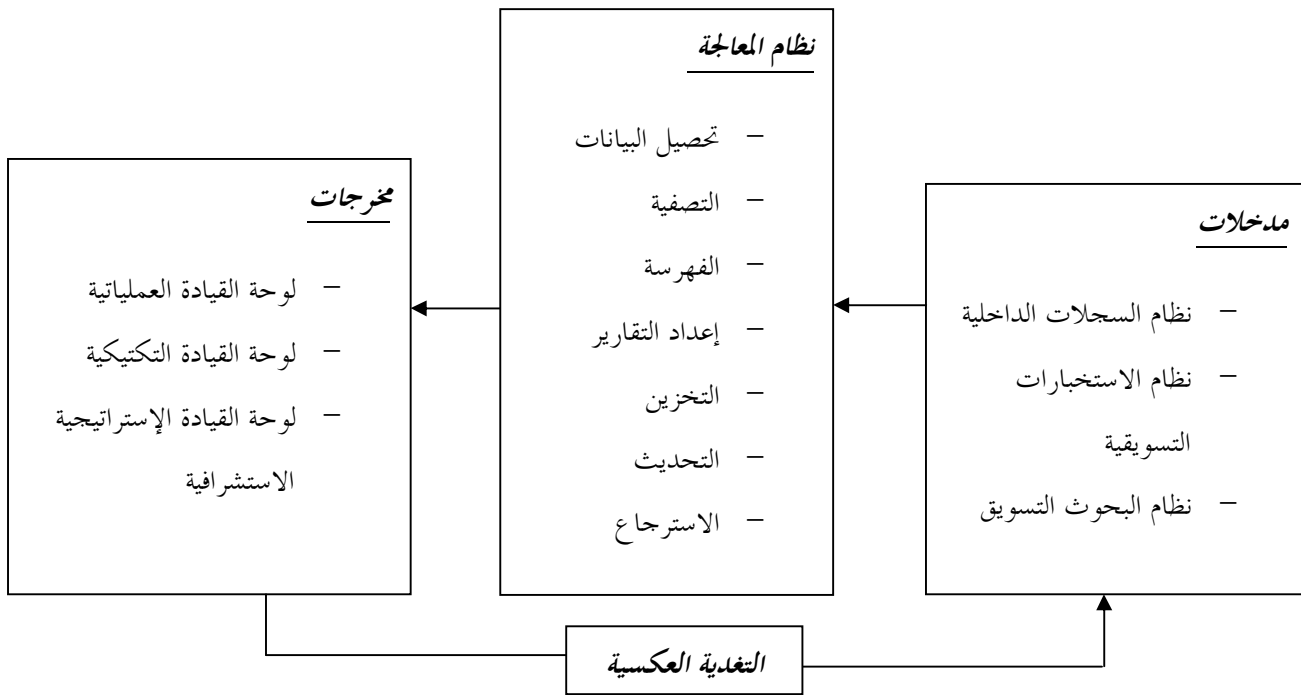 مدخلات
– نظام السجلات الداخلية
– نظام الاستخبارات
التسويقية
– نظام البحوث التسويق
نظام المعالجة
– تحصيل البيانات
– التصفية
– الفهرسة
– إعداد التقارير
– التخزين
– التحديث
– الاسترجاع
مخرجات
– لوحة القيادة العملياتية
– لوحة القيادة التكتيكية
– لوحة القيادة الإستراتيجية
الاستشرافية
التغدية العكسية